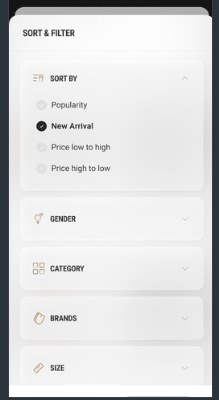 SORT & FILTER
SORT BY
Popularity
New Arrival
Price low to high
Price high to low
GENDER
CATEGORY
BRANDS
SIZE